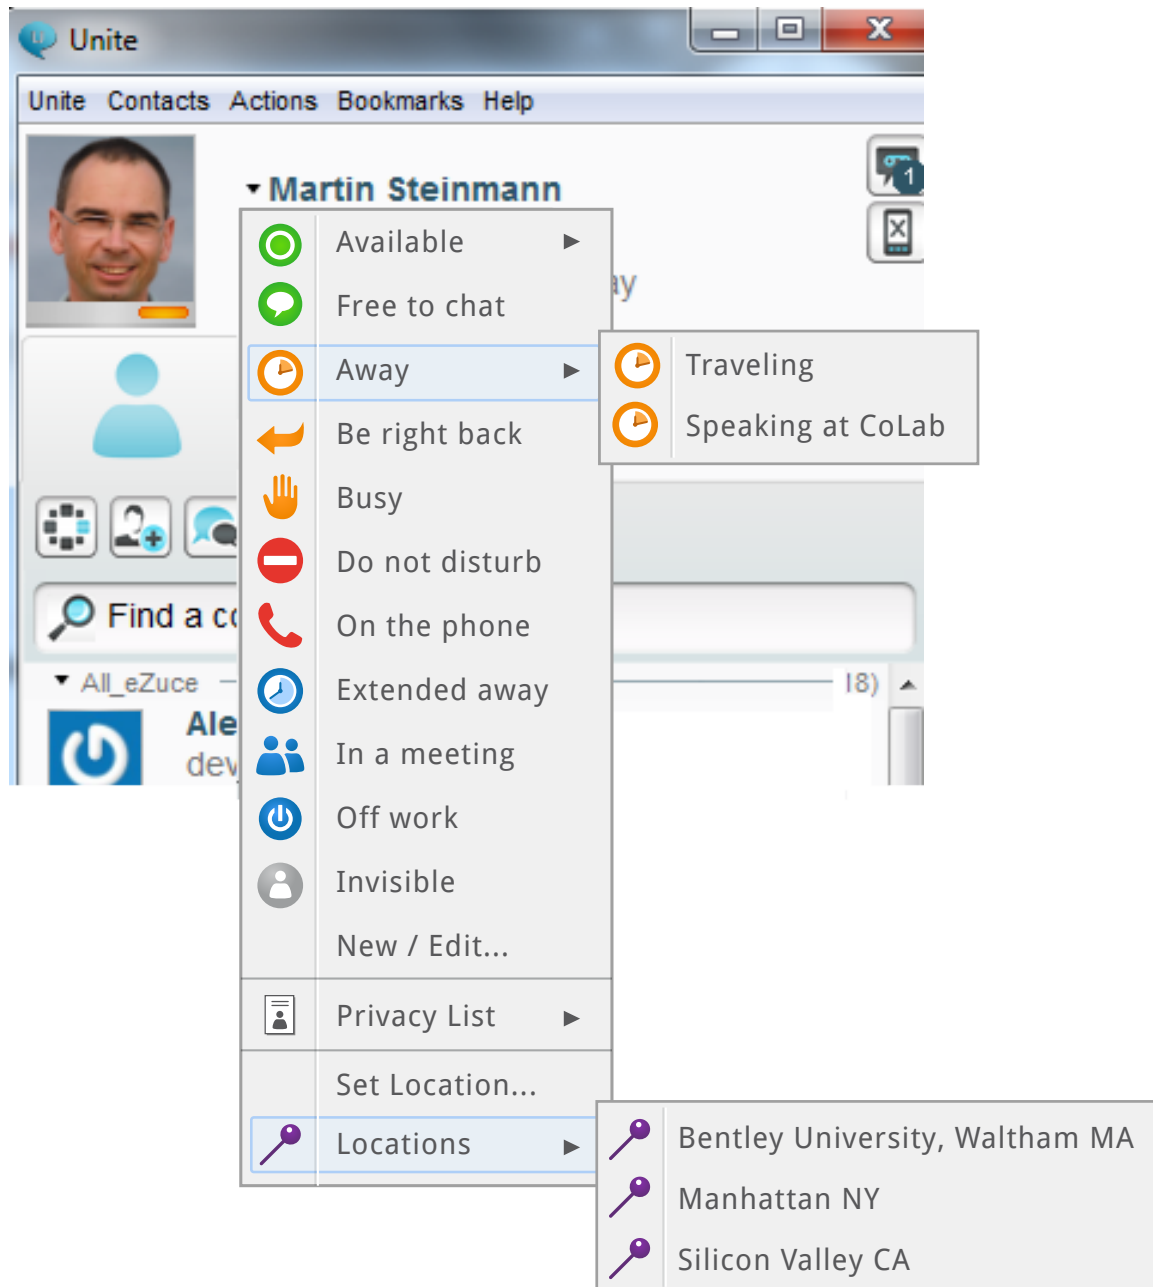 Unite
Unite Contacts Actions Bookmarks Help
Martin Steinmann
1
Available
Free to chat
Away
Traveling
Speaking at CoLab
Be right back
Busy
Do not disturb
Find a
On the phone
All_eZuce
18)
Extended away
Ale
dev
In a meeting
Off work
Invisible
New / Edit...
Privacy List
Set Location...
Locations
Bentley University, Waltham MA
Manhattan NY
Silicon Valley CA